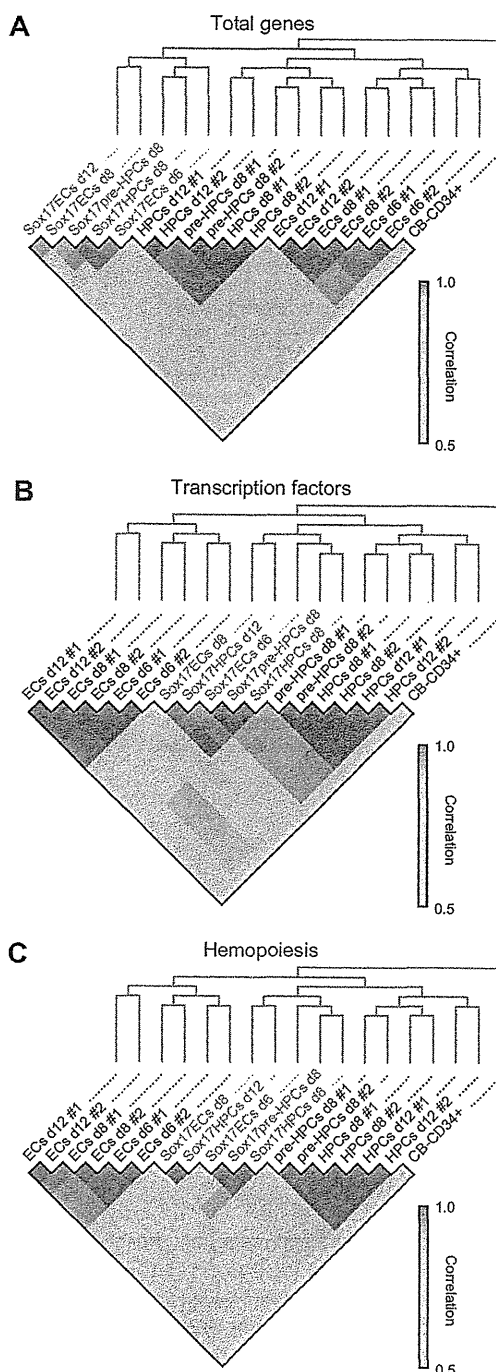 A
Total genes
Sox17ECs d12
Sox17ECs d8
Sox17pre-HPCs d8
Sox17HPCs d8
Sox17ECs d6
HPCs d12 #1
HPCs d12 #2
pre-HPCs d8 #1
pre-HPCs d8 #2
HPCs d8 #1
HPCs d8 #2
ECs d12 #1
ECs d12 #2
ECs d8 #1
ECs d8 #2
ECs d6 #1
ECs d6 #2
CB-CD34+
1.0
Correlation
0.5
B
Transcription factors
ECs d12 #1
ECs d12 #2
ECs d8 #1
ECs d8 #2
ECs d6 #1
ECs d6 #2
Sox17ECs d8
Sox17HPCs d12
Sox17ECs d6
Sox17pre-HPCs d8
Sox17HPCs d8
pre-HPCs d8 #1
pre-HPCs d8 #2
HPCs d8 #1
HPCs d8 #2
HPCs d12 #1
HPCs d12 #2
CB-CD34+
1.0
Correlation
0.5
C
Hemopoiesis
ECs d12 #1
ECs d12 #2
ECs d8 #1
ECs d8 #2
ECs d6 #1
ECs d6 #2
Sox17ECs d8
Sox17HPCs d12
Sox17ECs d6
Sox17pre-HPCs d8
Sox17HPCs d8
pre-HPCs d8 #1
pre-HPCs d8 #2
HPCs d8 #1
HPCs d8 #2
HPCs d12 #1
HPCs d12 #2
CB-CD34+
1.0
Correlation
0.5